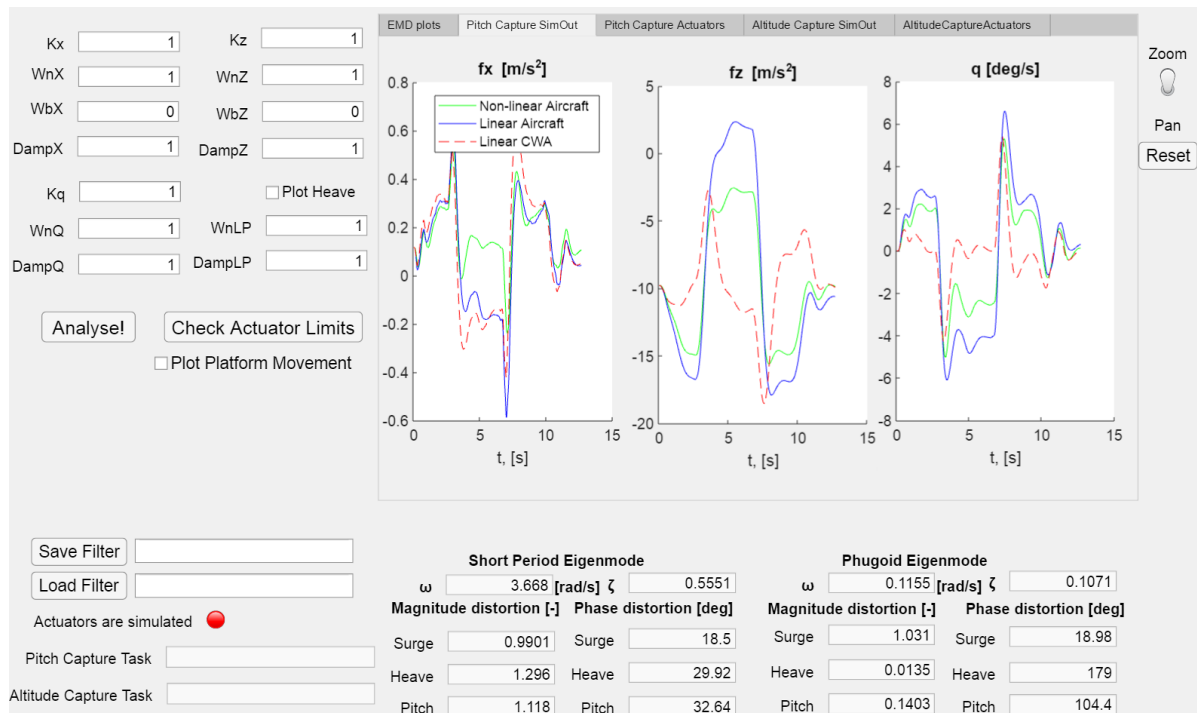 EMD plots Pitch Capture SimOut Pitch Capture Actuators Altitude Capture SimOut AltitudeCaptureActuators
Kx 1 Kz 1
WnX 1 WnZ 1
WbX 0 WbZ 0
DampX 1 DampZ 1
Kq 1 Plot Heave
WnQ 1 WnLP 1
DampQ 1 DampLP 1
Analyse! Check Actuator Limits
Plot Platform Movement
fx [m/s²]
0.8
0.6
0.4
0.2
0
-0.2
-0.4
-0.6
0 5 10 15
t, [s]
Non-linear Aircraft
Linear Aircraft
Linear CWA
fz [m/s²]
5
0
-5
-10
-15
-20
0 5 10 15
t, [s]
q [deg/s]
8
6
4
2
0
-2
-4
-6
-8
0 5 10 15
t, [s]
Zoom
Pan
Reset
Save Filter
Load Filter
Actuators are simulated
Pitch Capture Task
Altitude Capture Task
Short Period Eigenmode
ω 3.668 [rad/s] ζ 0.5551
Magnitude distortion [-] Phase distortion [deg]
Surge 0.9901 Surge 18.5
Heave 1.296 Heave 29.92
Pitch 1.118 Pitch 32.64
Phugoid Eigenmode
ω 0.1155 [rad/s] ζ 0.1071
Magnitude distortion [-] Phase distortion [deg]
Surge 1.031 Surge 18.98
Heave 0.0135 Heave 179
Pitch 0.1403 Pitch 104.4